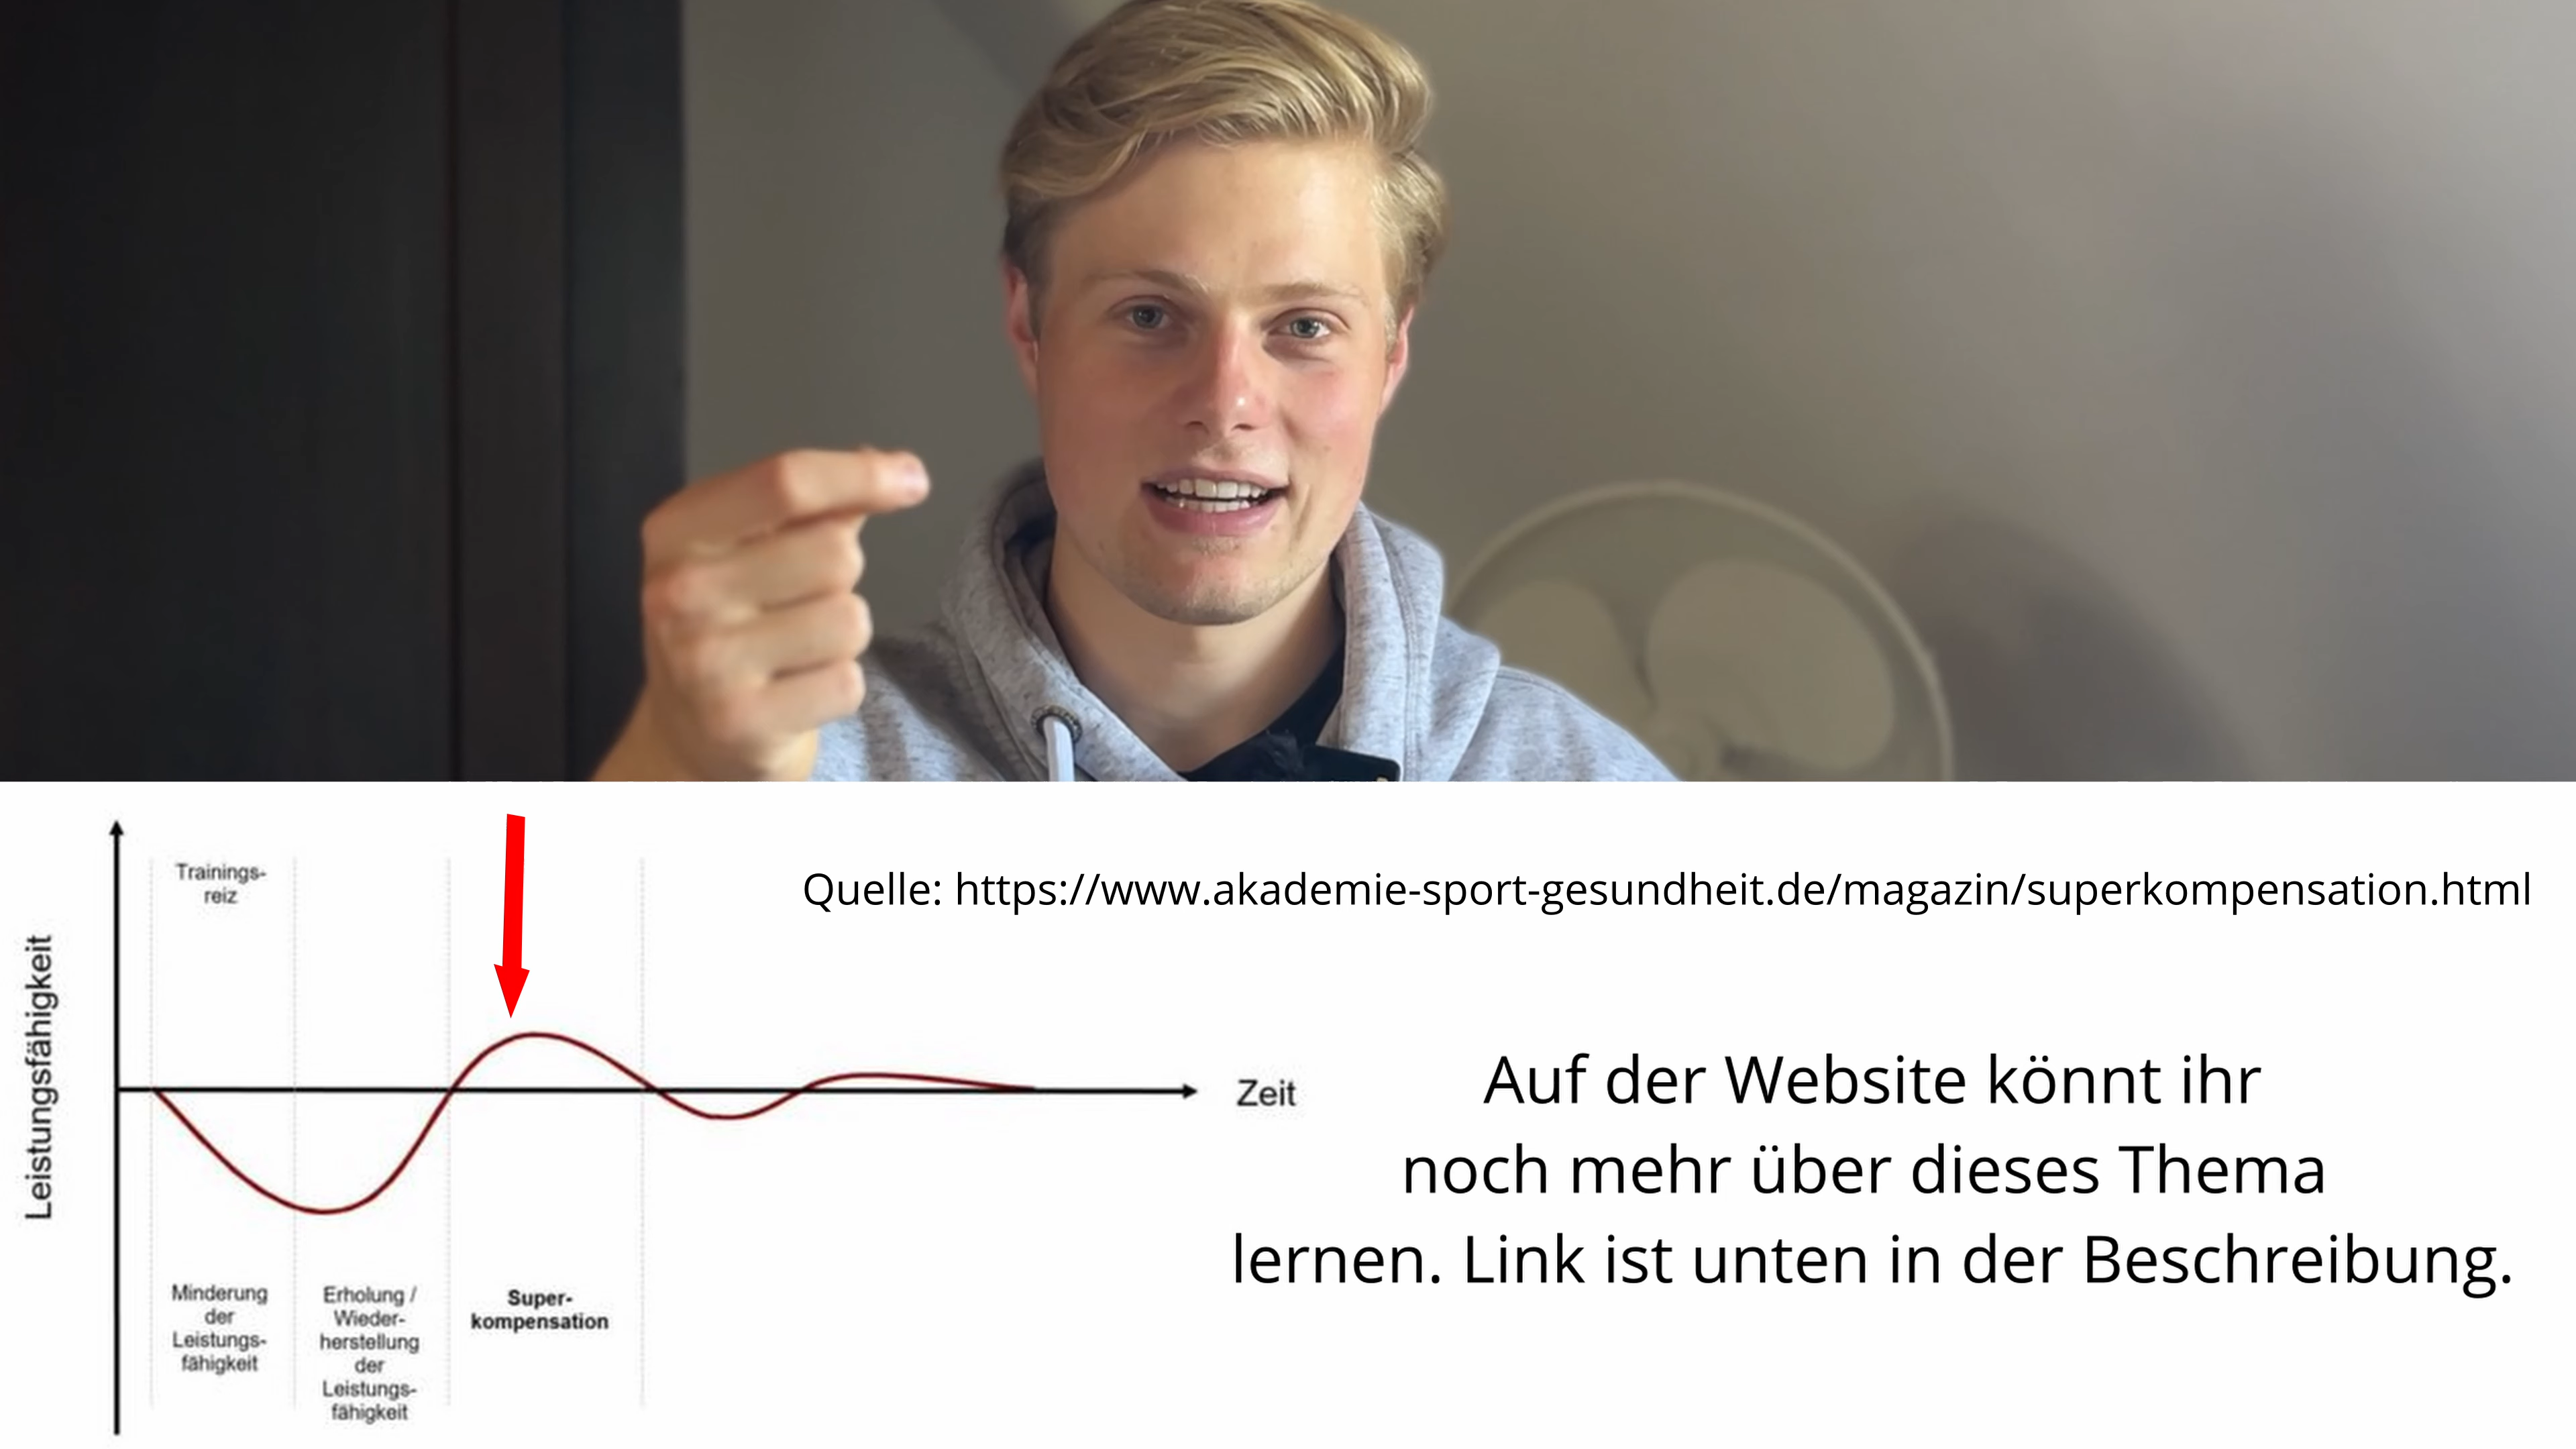 Trainings-
reiz
Leistungsfähigkeit
Quelle: https://www.akademie-sport-gesundheit.de/magazin/superkompensation.html
Zeit
Auf der Website könnt ihr
noch mehr über dieses Thema
lernen. Link ist unten in der Beschreibung.
Minderung
der
Leistungs-
fähigkeit
Erholung /
Wieder-
herstellung
der
Leistungs-
fähigkeit
Super-
kompensation